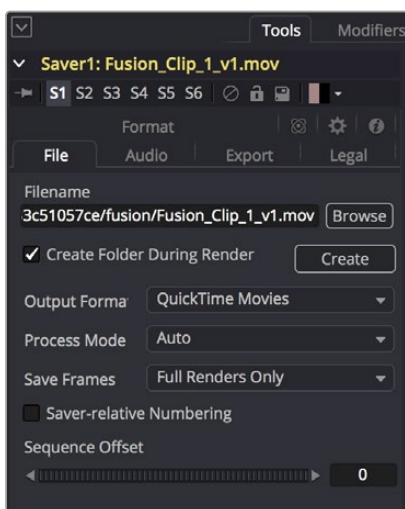 Tools Modifiers
Saver1: Fusion_Clip_1_v1.mov
S1 S2 S3 S4 S5 S6
Format
File Audio Export Legal
Filename
3c51057ce/fusion/Fusion_Clip_1_v1.mov Browse
Create Folder During Render Create
Output Forma QuickTime Movies
Process Mode Auto
Save Frames Full Renders Only
Saver-relative Numbering
Sequence Offset
0